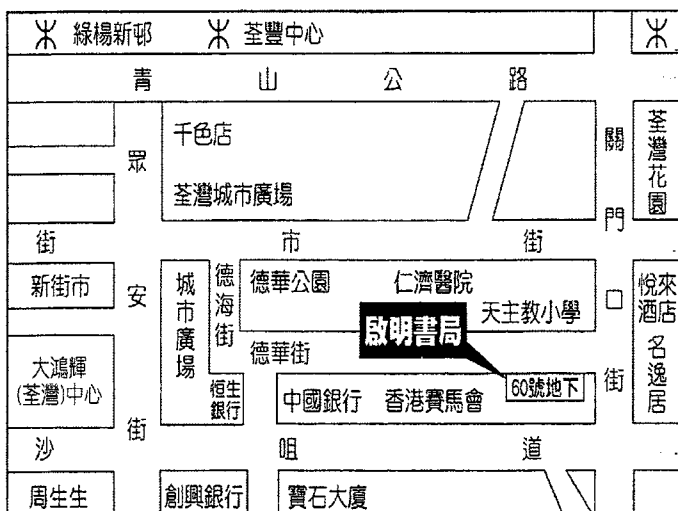 綠楊新邨
荃豐中心
青山公路
千色店
荃灣城市廣場
眾安街
關門口街
荃灣花園
街市街
新街市
城市廣場
德海街
德華公園
仁濟醫院
天主教小學
悅來酒店
名逸居
啟明書局
德華街
大鴻輝
(荃灣)中心
恒生
銀行
中國銀行
香港賽馬會
60號地下
沙咀道
周生生
創興銀行
寶石大廈